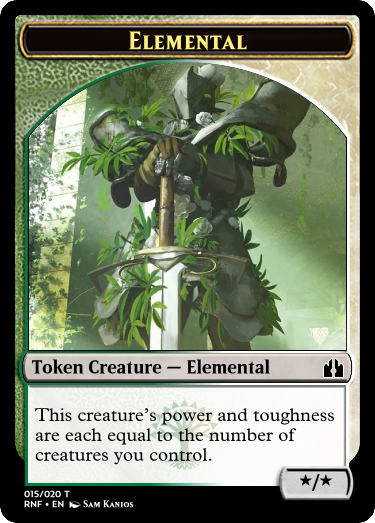 Elemental
Token Creature — Elemental
This creature's power and toughness
are each equal to the number of
creatures you control.
★/★
015/020 T
RNF • EN Sam Kanios